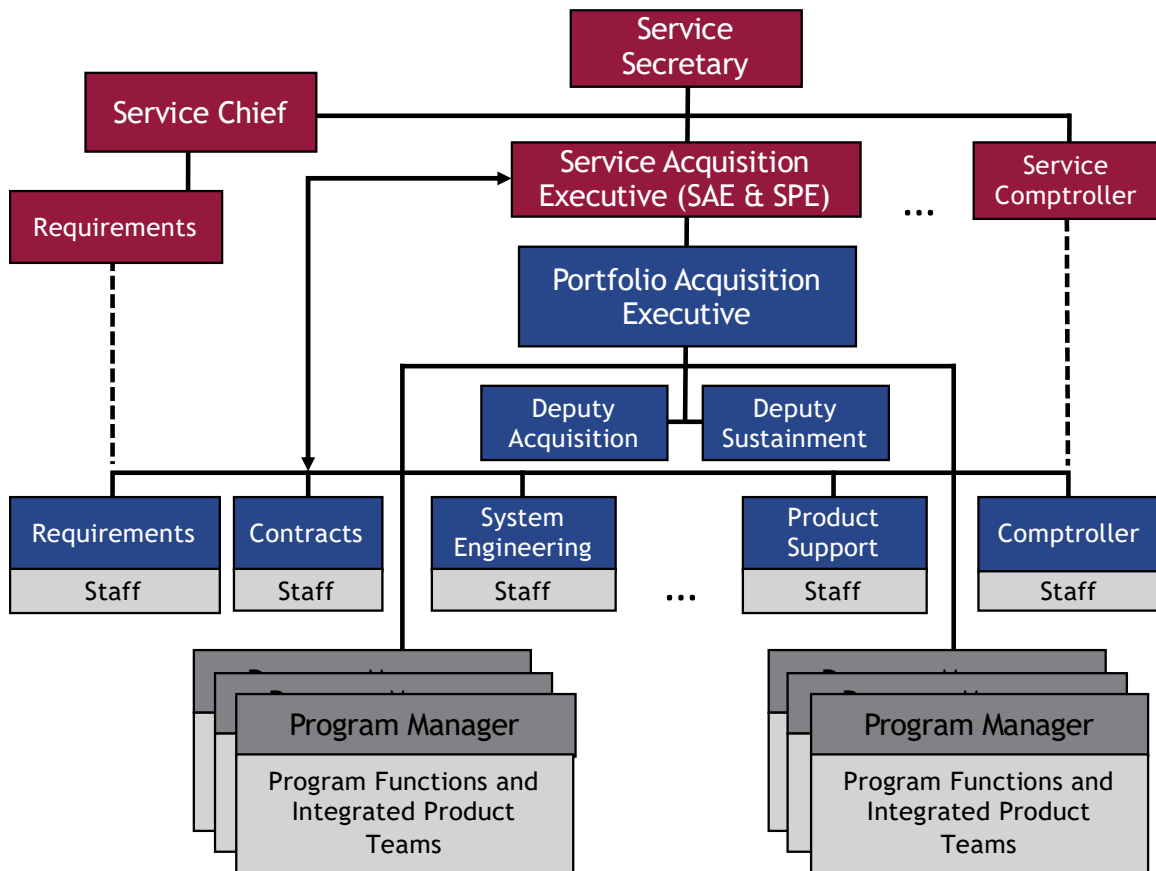 Service
Secretary
Service Chief
Service Acquisition
Executive (SAE & SPE)
...
Service
Comptroller
Requirements
Portfolio Acquisition
Executive
Deputy
Acquisition
Deputy
Sustainment
Requirements
Staff
Contracts
Staff
System
Engineering
Staff
...
Product
Support
Staff
Comptroller
Staff
Program Manager
Program Functions and
Integrated Product
Teams
Program Manager
Program Functions and
Integrated Product
Teams